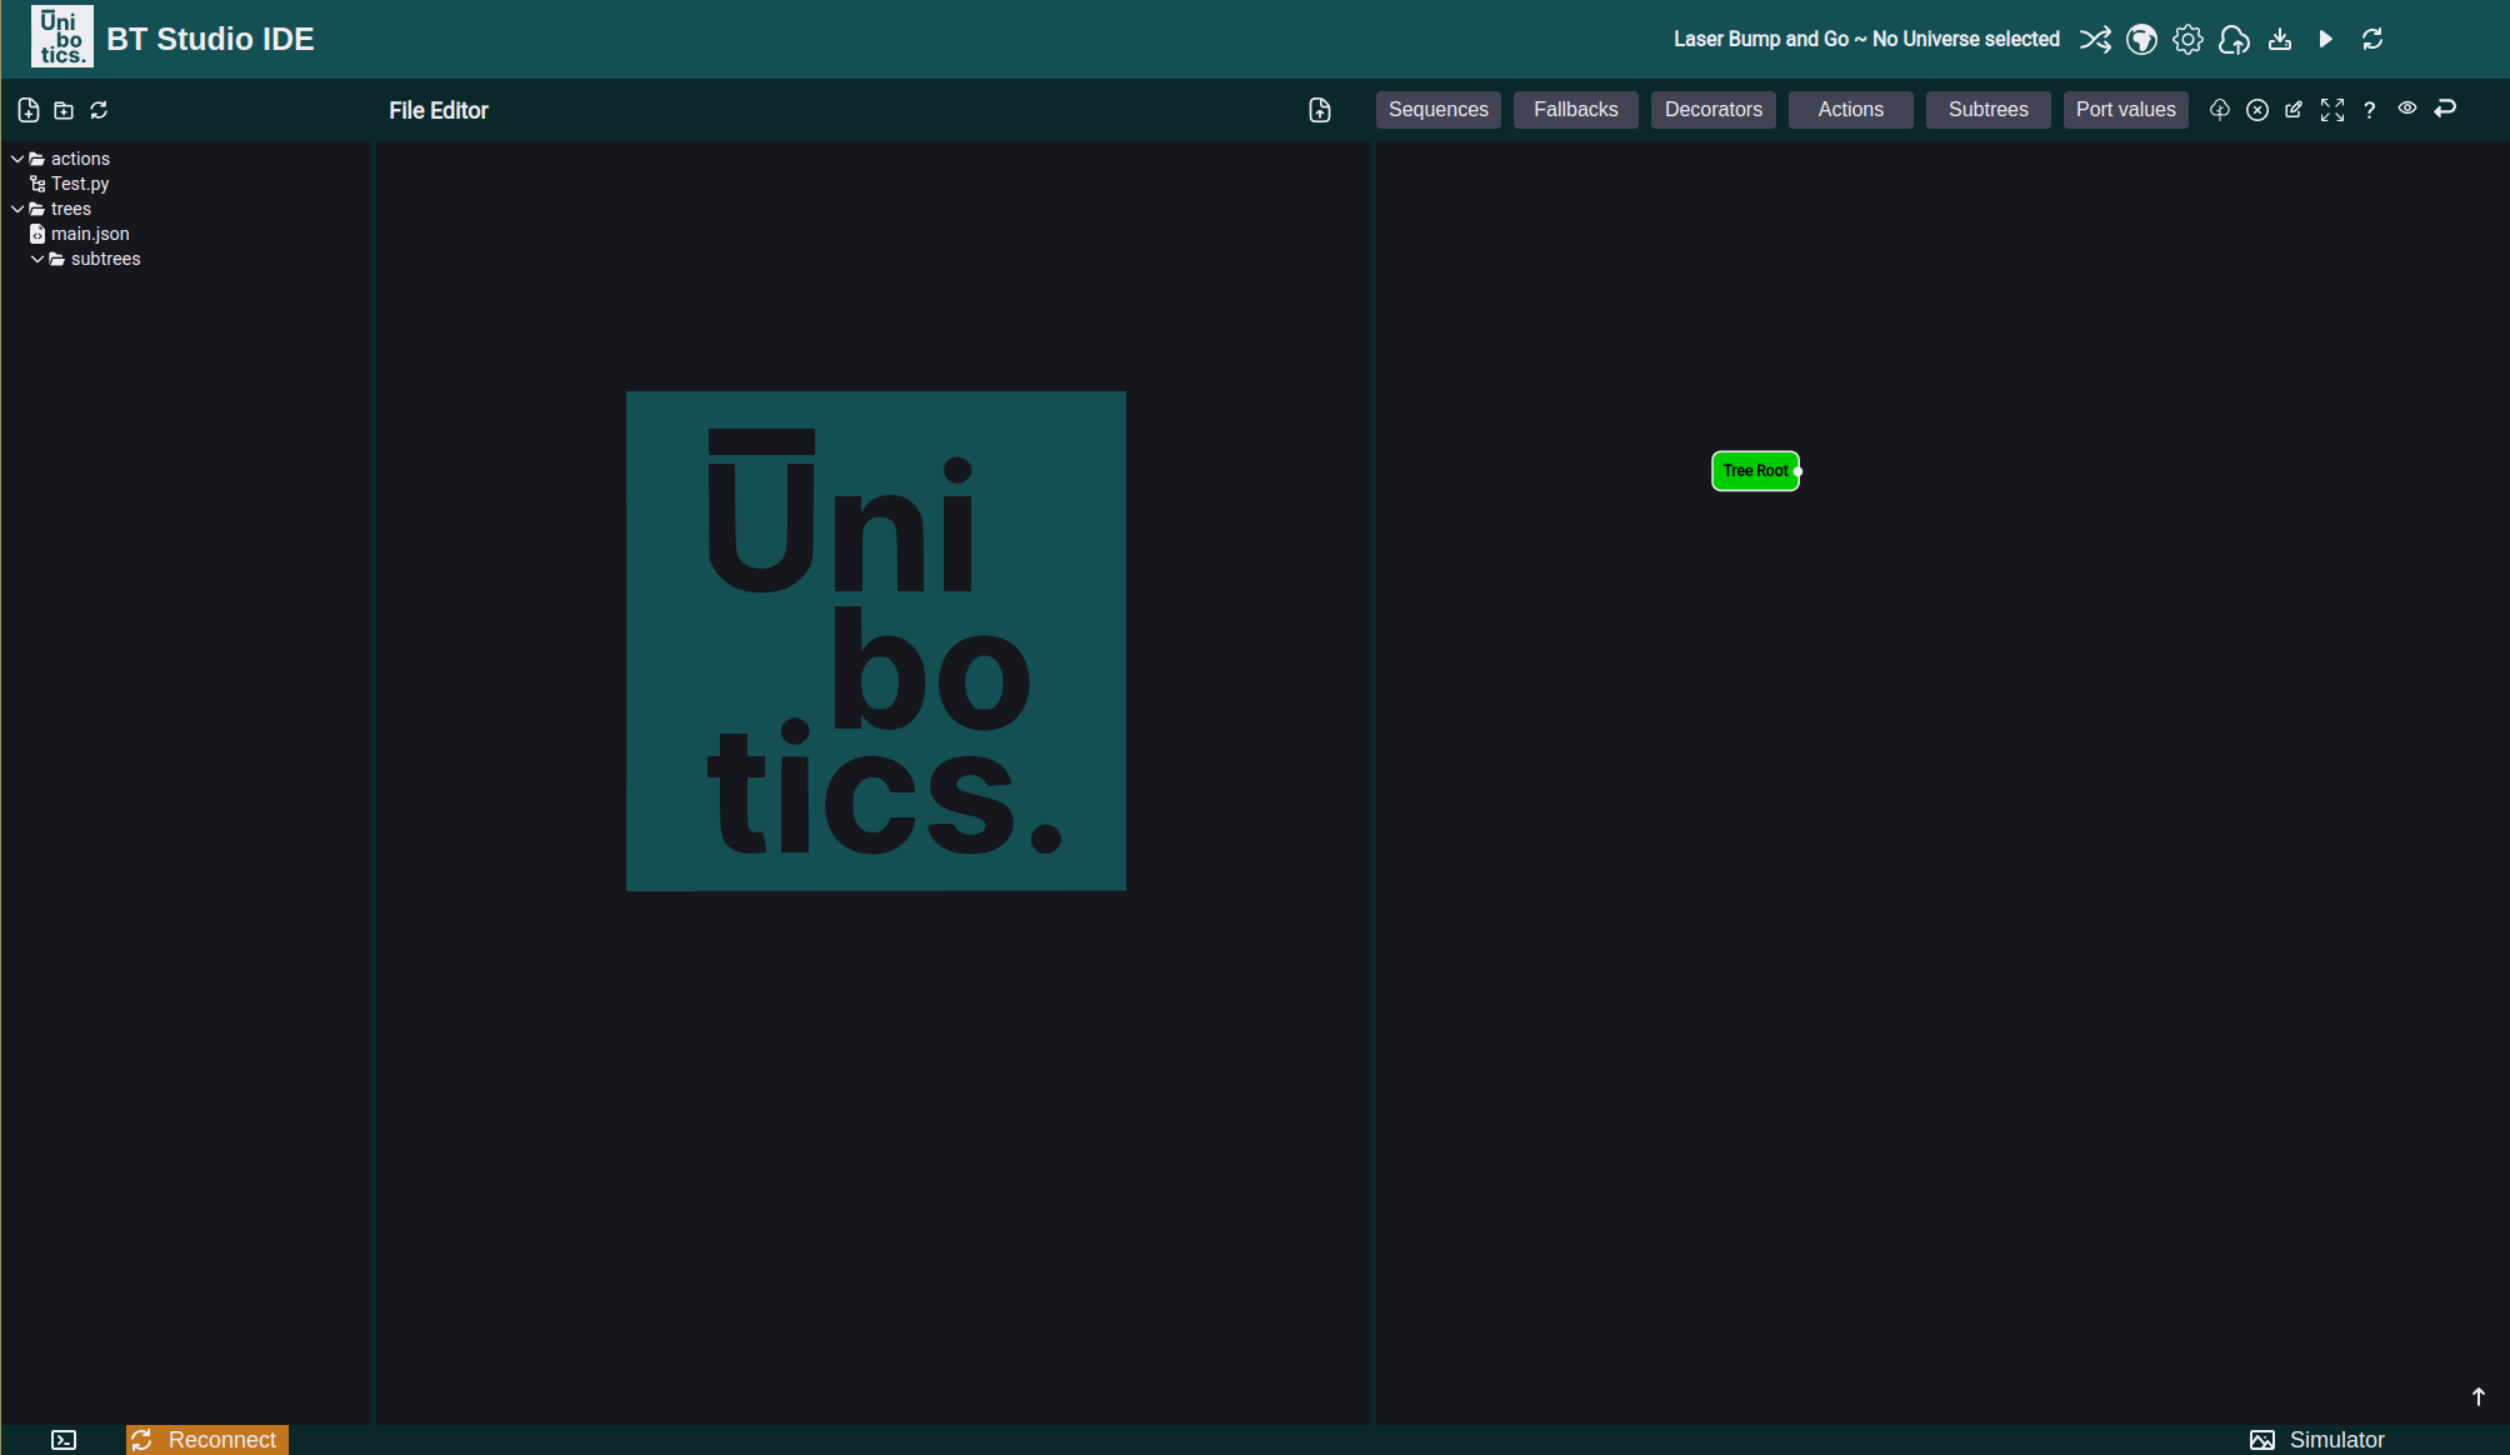 Ūni
bo
tics.
BT Studio IDE
Laser Bump and Go ~ No Universe selected
File Editor
Sequences
Fallbacks
Decorators
Actions
Subtrees
Port values
?
actions
Test.py
trees
main.json
subtrees
Ūni
bo
tics.
Tree Root
Reconnect
Simulator